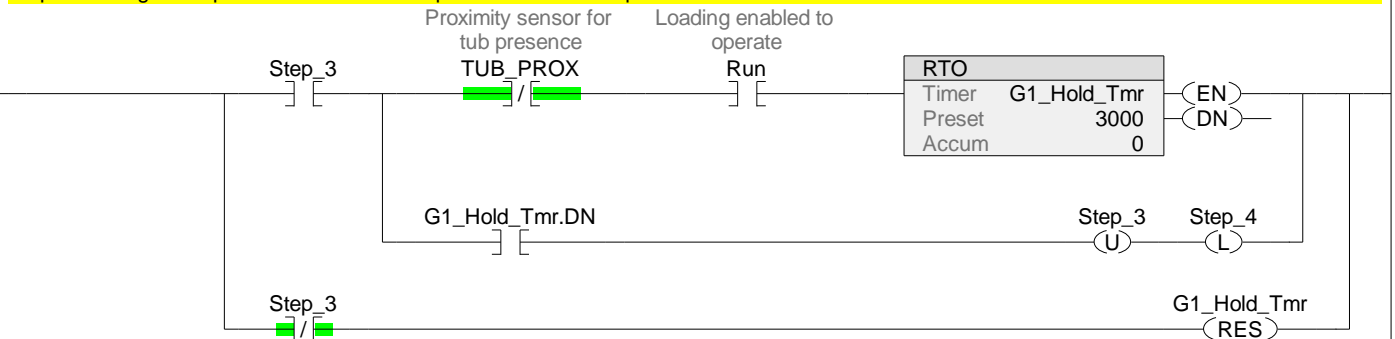 Proximity sensor for
tub presence
Loading enabled to
operate
Step_3
TUB_PROX
Run
RTO
Timer G1_Hold_Tmr
Preset 3000
Accum 0
EN
DN
G1_Hold_Tmr.DN
Step_3
Step_4
U
L
Step_3
G1_Hold_Tmr
RES